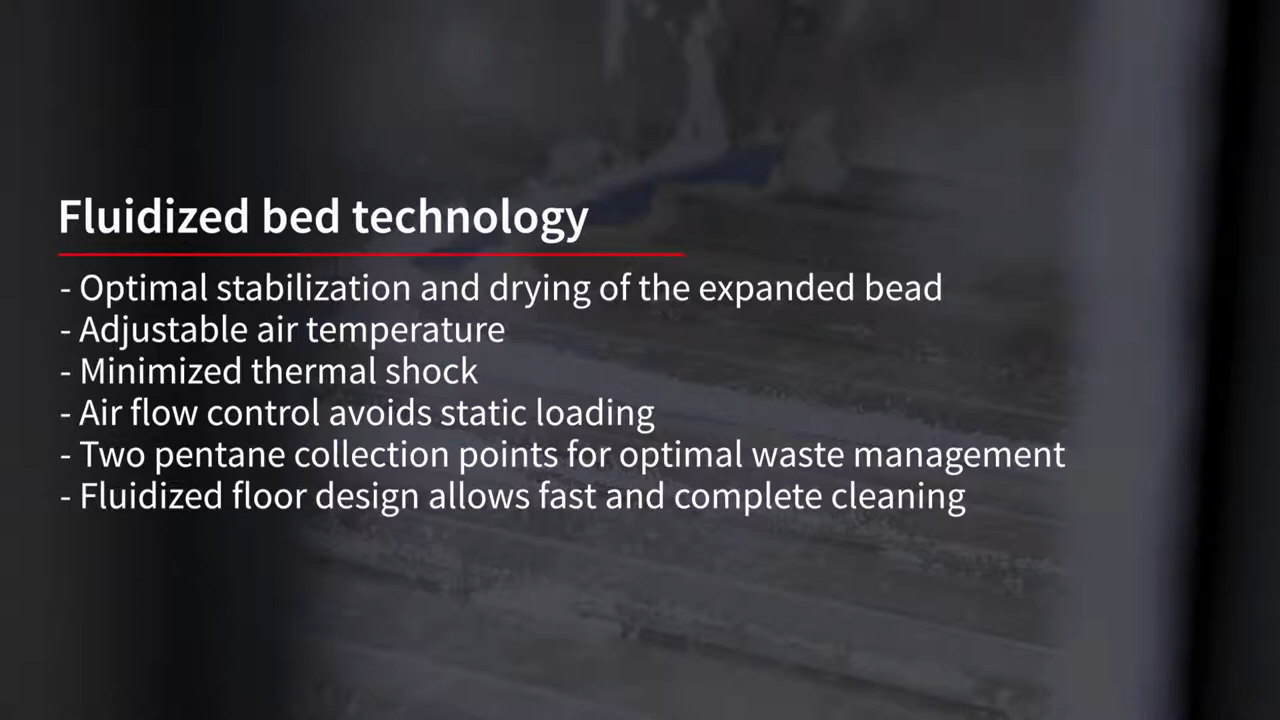 Fluidized bed technology
- Optimal stabilization and drying of the expanded bead
- Adjustable air temperature
- Minimized thermal shock
- Air flow control avoids static loading
- Two pentane collection points for optimal waste management
- Fluidized floor design allows fast and complete cleaning